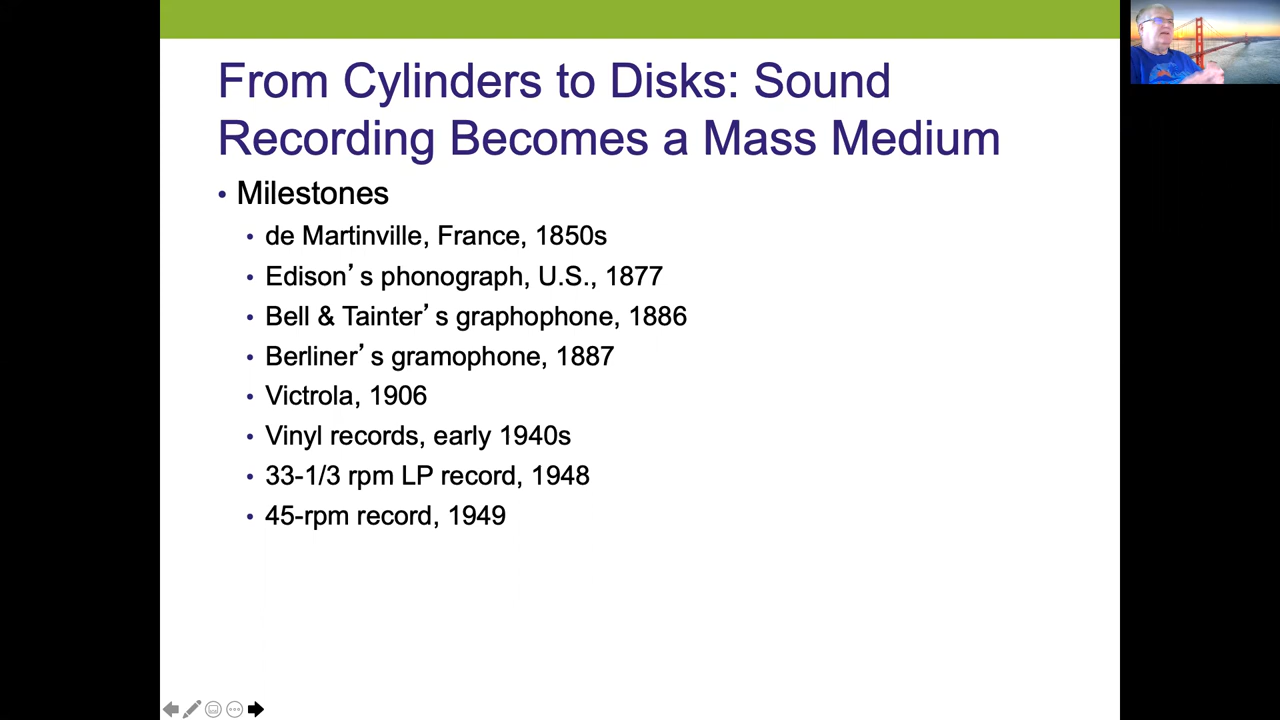 From Cylinders to Disks: Sound
Recording Becomes a Mass Medium
• Milestones
• de Martinville, France, 1850s
• Edison’s phonograph, U.S., 1877
• Bell & Tainter’s graphophone, 1886
• Berliner’s gramophone, 1887
• Victrola, 1906
• Vinyl records, early 1940s
• 33-1/3 rpm LP record, 1948
• 45-rpm record, 1949